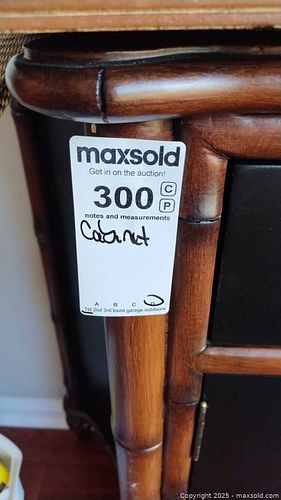 maxsold
Get in on the auction!
300 C
P
notes and measurements
Cabinet
A B C D
1st 2nd 3rd bsmt garage outdoors
Copyright © 2025 - maxsold.com